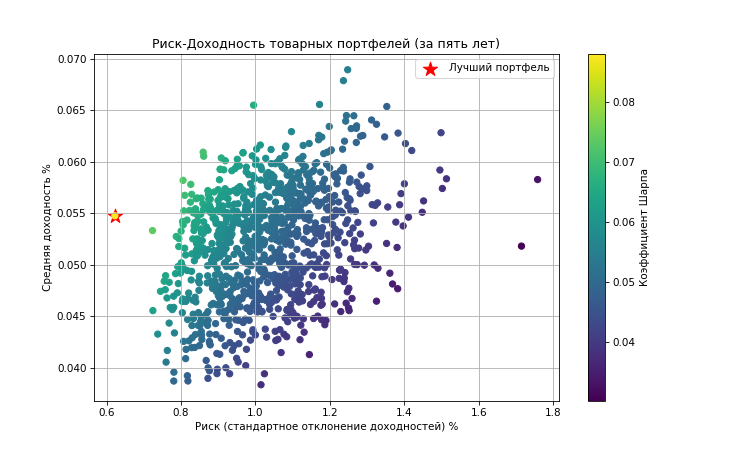 Риск-Доходность товарных портфелей (за пять лет)
Лучший портфель
0.070
0.065
0.060
0.055
0.050
0.045
0.040
Средняя доходность %
0.6 0.8 1.0 1.2 1.4 1.6 1.8
Риск (стандартное отклонение доходностей) %
0.08
0.07
0.06
0.05
0.04
Коэффициент Шарпа